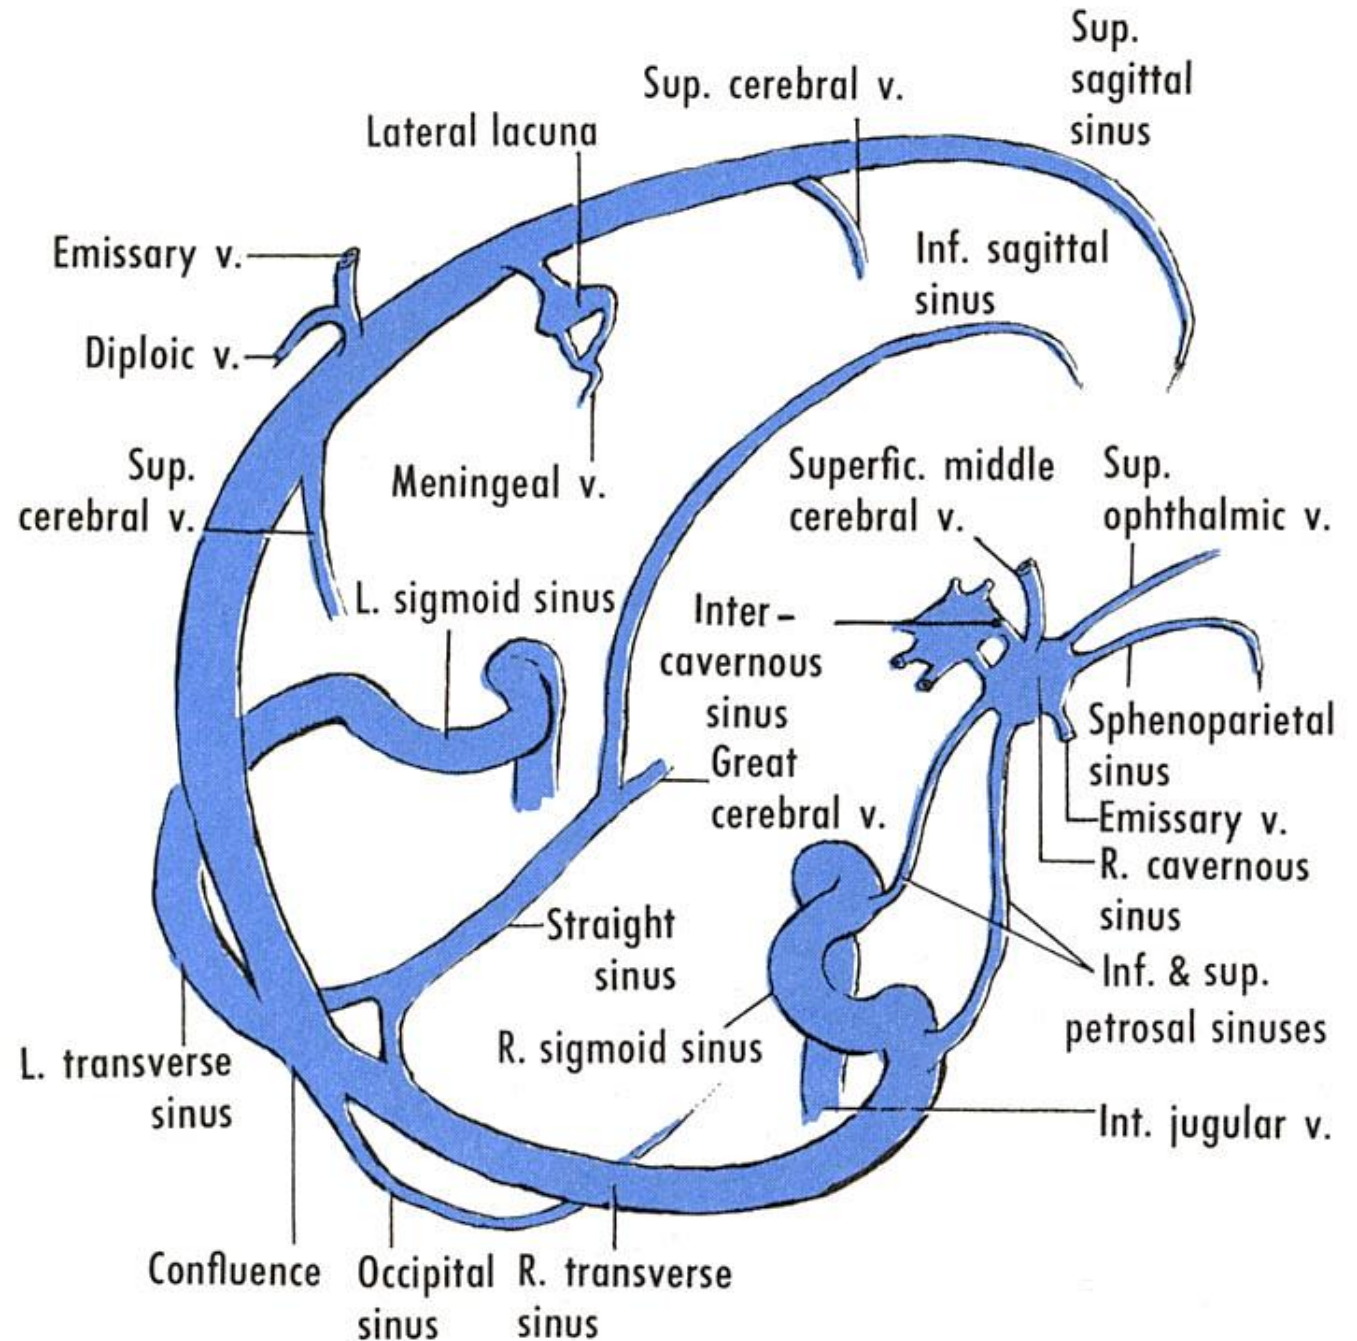 Sup.
sagittal
sinus
Sup. cerebral v.
Lateral lacuna
Emissary v.
Inf. sagittal
sinus
Diploic v.
Sup.
cerebral v.
Meningeal v.
Superfic. middle
cerebral v.
Sup.
ophthalmic v.
L. sigmoid sinus
Inter-
cavernous
sinus
Great
cerebral v.
Sphenoparietal
sinus
Emissary v.
R. cavernous
sinus
Straight
sinus
Inf. & sup.
petrosal sinuses
R. sigmoid sinus
L. transverse
sinus
Int. jugular v.
Confluence
Occipital
sinus
R. transverse
sinus